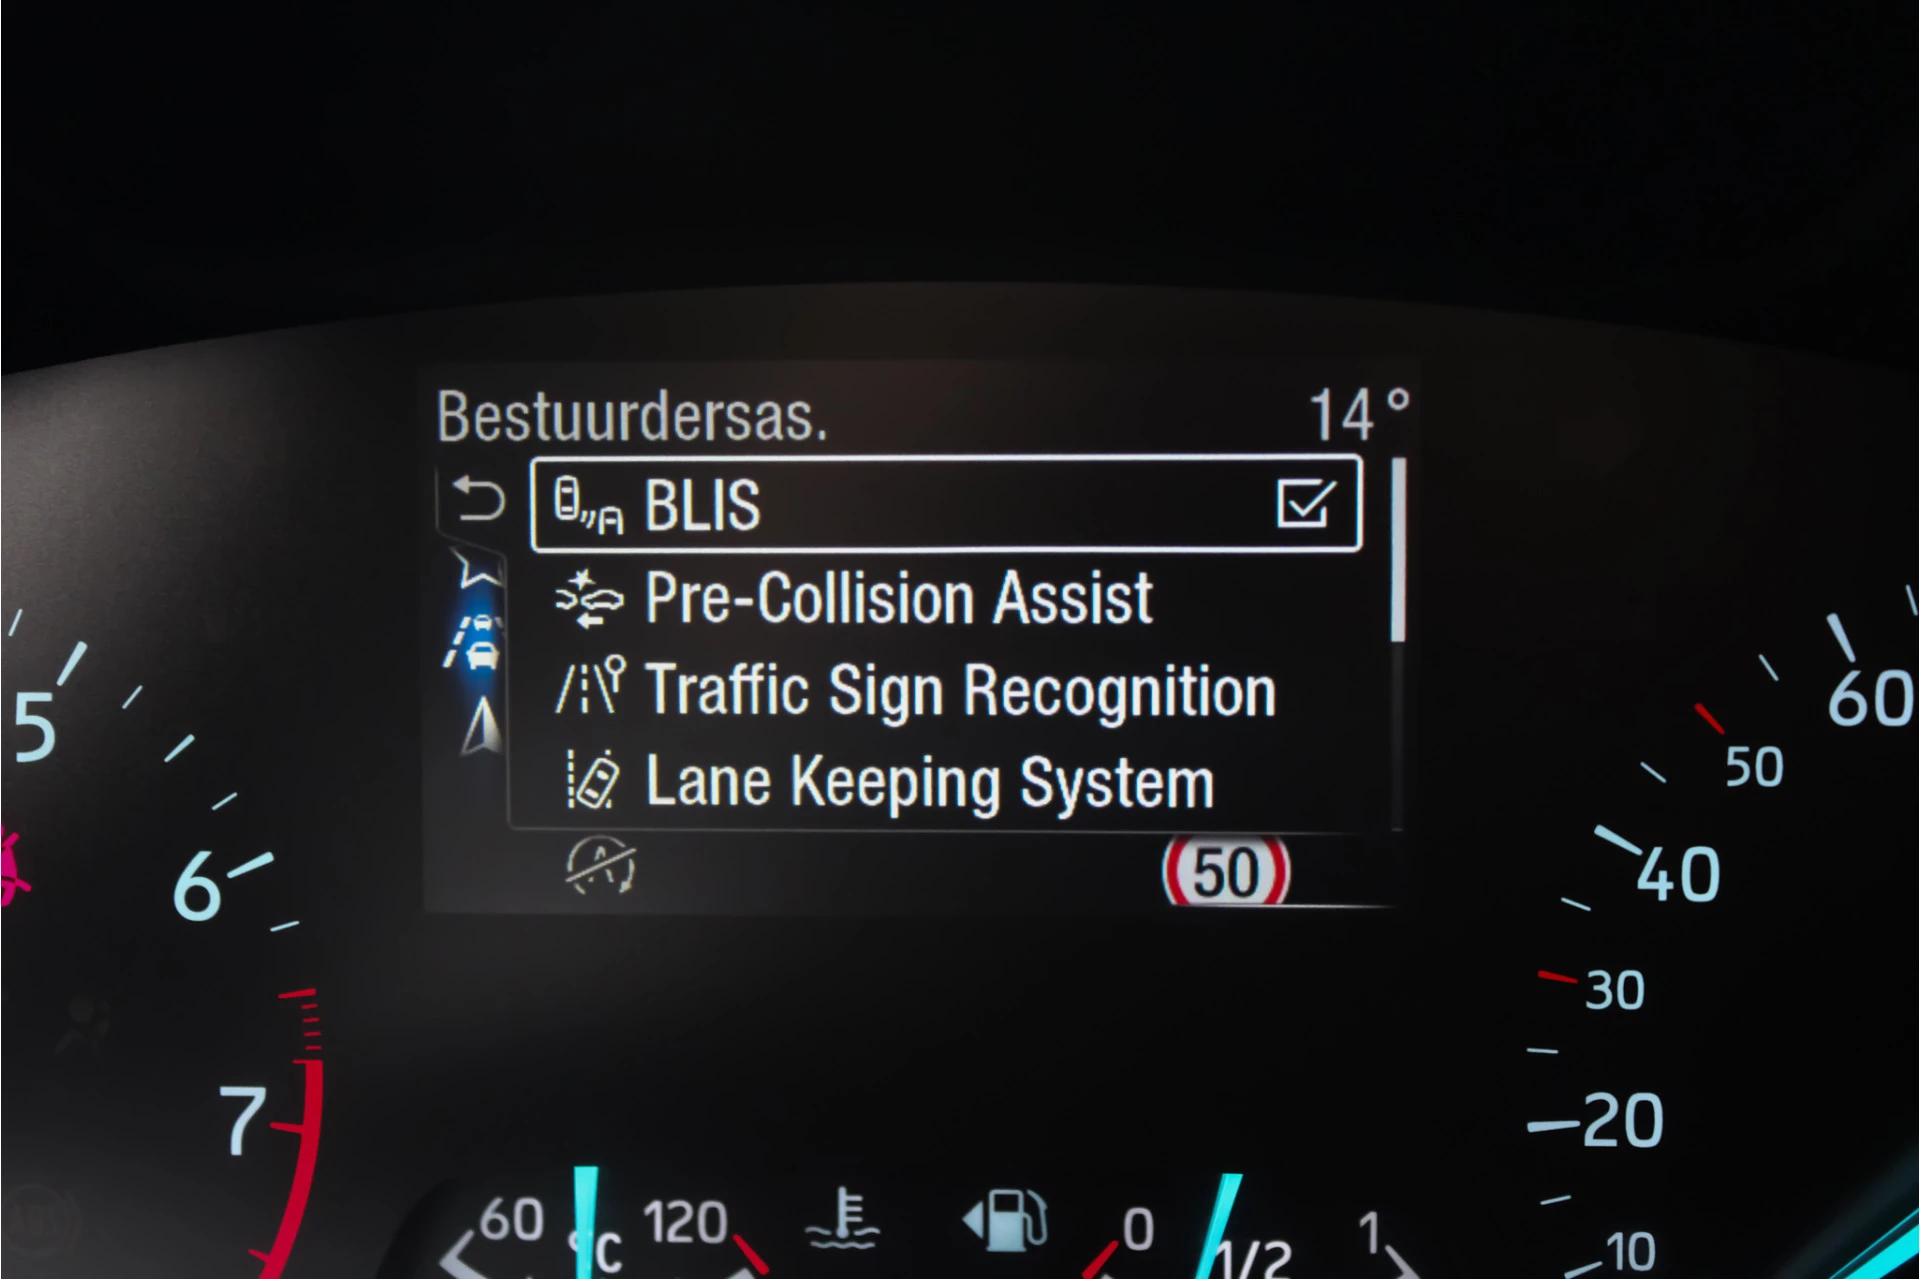 Bestuurdersas. 14°
BLIS
Pre-Collision Assist
Traffic Sign Recognition
Lane Keeping System
A 50
5
6
7
60
50
40
30
20
10
60 °C 120
0 1/2 1